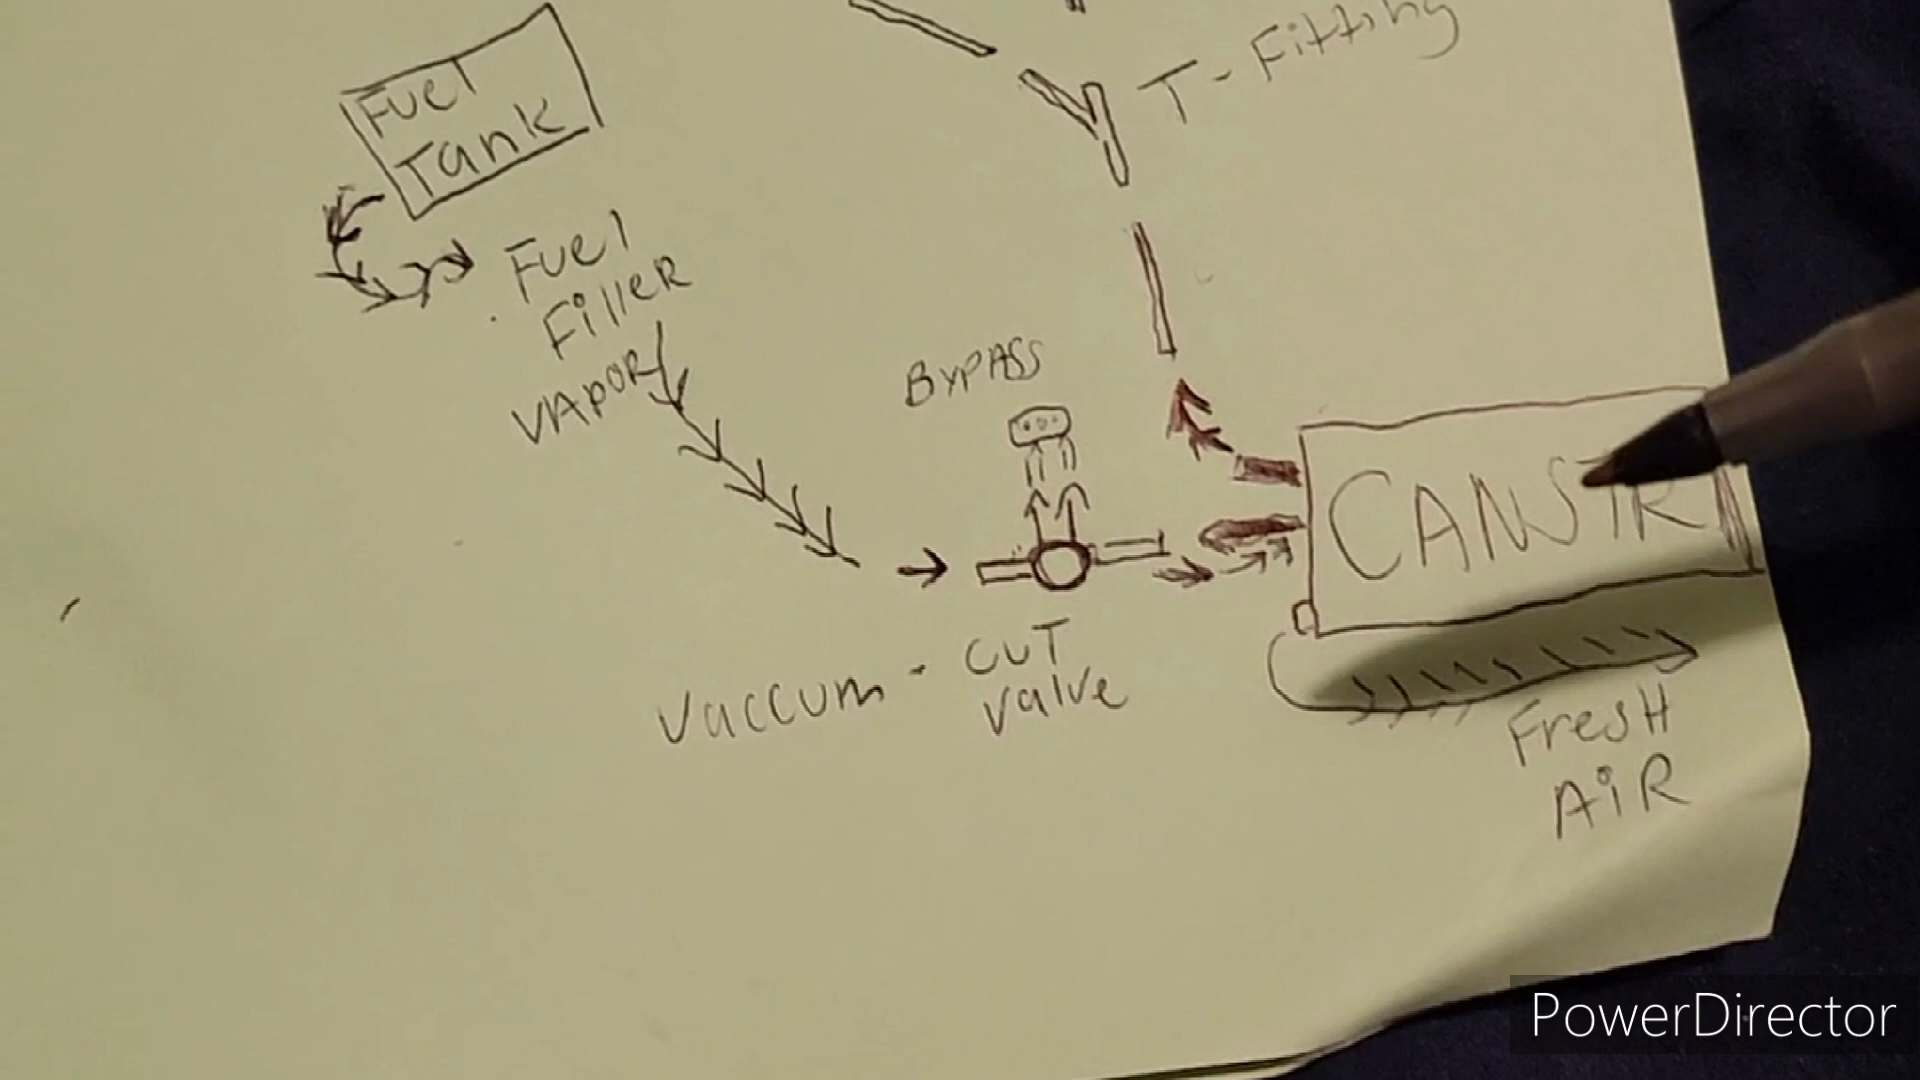 T-Fitting
Fuel
Tank
Fuel
Filler
VAPOR
BYPASS
CANSTR
Vaccum - CUT
Valve
FresH
AiR
PowerDirector